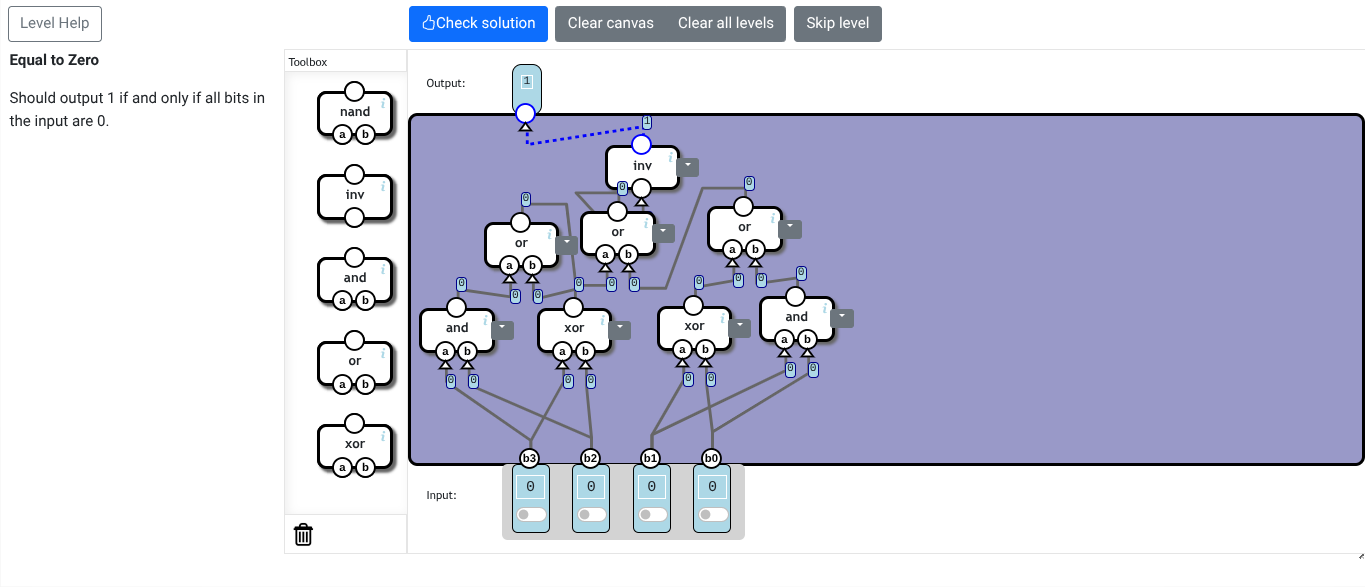 Level Help
Check solution
Clear canvas
Clear all levels
Skip level
Equal to Zero
Should output 1 if and only if all bits in
the input are 0.
Toolbox
nand
i
a b
inv
i
and
i
a b
or
i
a b
xor
i
a b
Output:
1
1
inv
i
0
0
0
or
i
a b
or
i
a b
or
i
a b
0
0
0
0
0
0
0
0
0
0
and
i
a b
xor
i
a b
xor
i
a b
and
i
a b
0
0
0
0
0
0
0
0
b3
b2
b1
b0
Input:
0
0
0
0